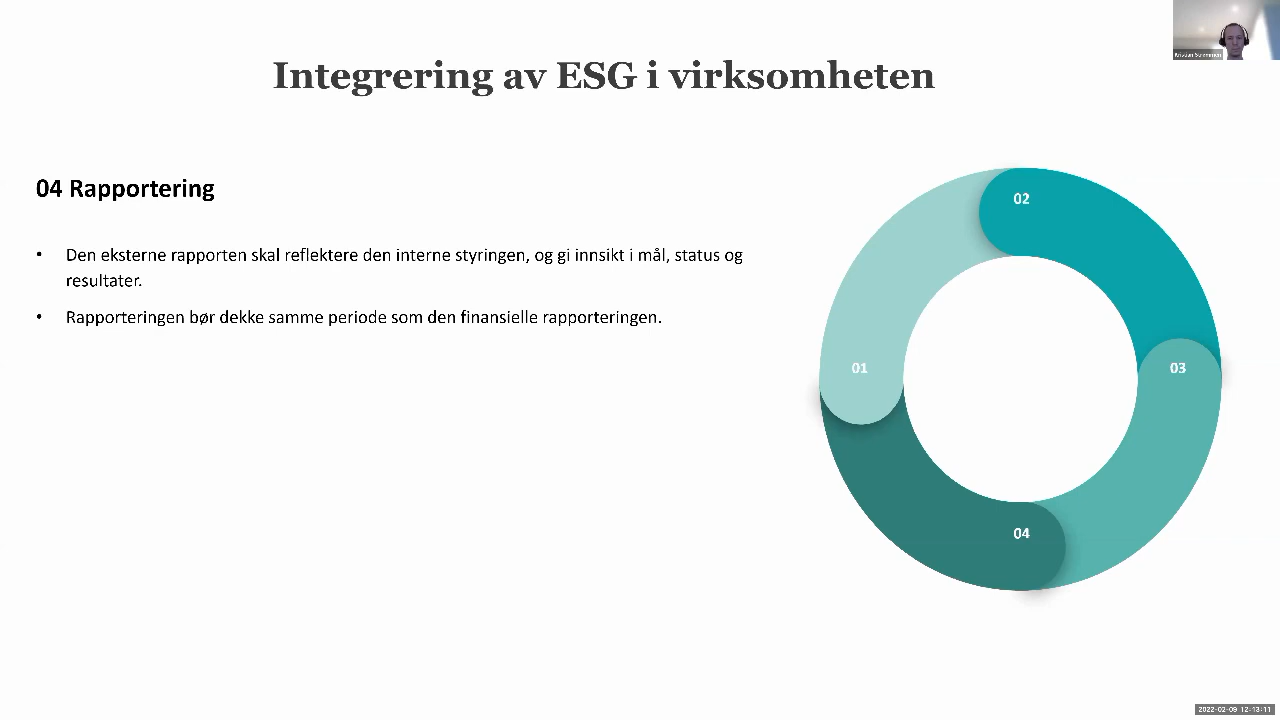 Integrering av ESG i virksomheten
04 Rapportering
• Den eksterne rapporten skal reflektere den interne styringen, og gi innsikt i mål, status og
resultater.
• Rapporteringen bør dekke samme periode som den finansielle rapporteringen.
02
01
03
04
Kristian
2022-02-09 12:13:11